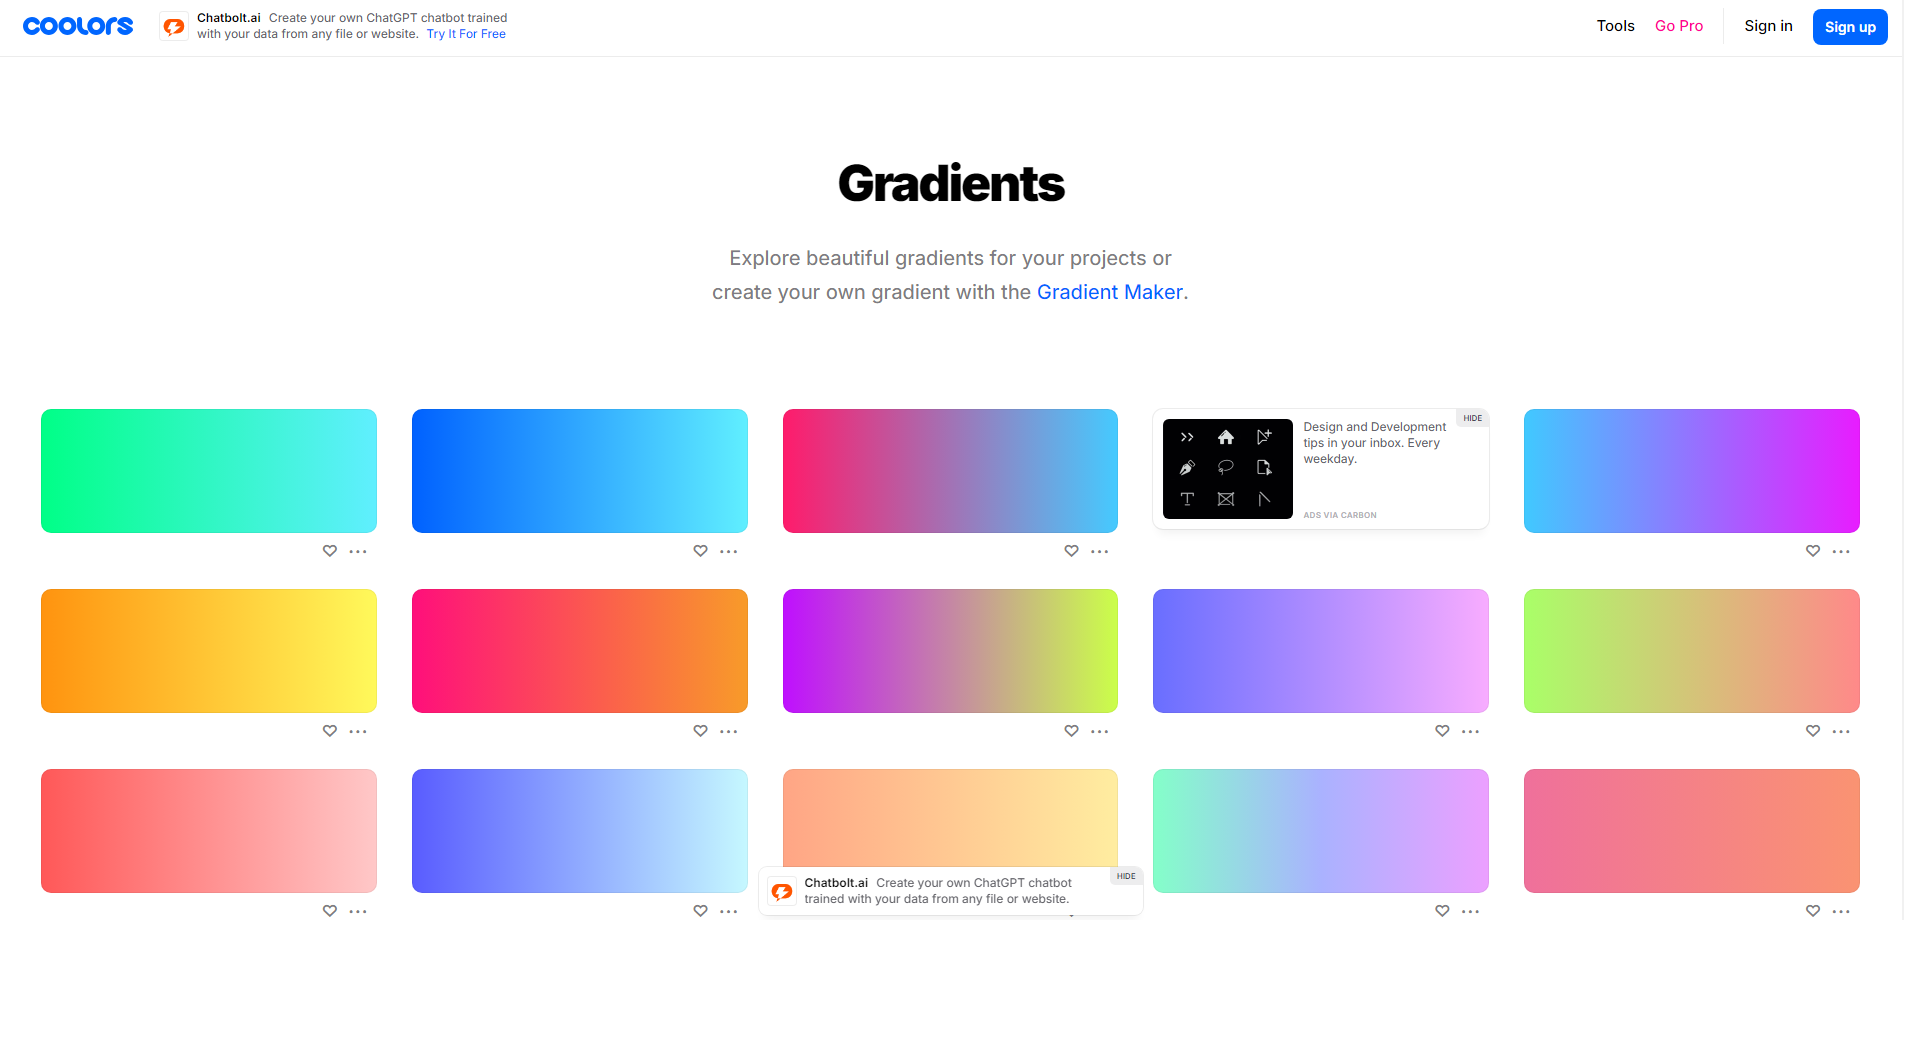 coolors
Chatbolt.ai Create your own ChatGPT chatbot trained
with your data from any file or website. Try It For Free
Tools
Go Pro
Sign in
Sign up
Gradients
Explore beautiful gradients for your projects or
create your own gradient with the Gradient Maker.
HIDE
Design and Development
tips in your inbox. Every
weekday.
ADS VIA CARBON
HIDE
Chatbolt.ai Create your own ChatGPT chatbot
trained with your data from any file or website.